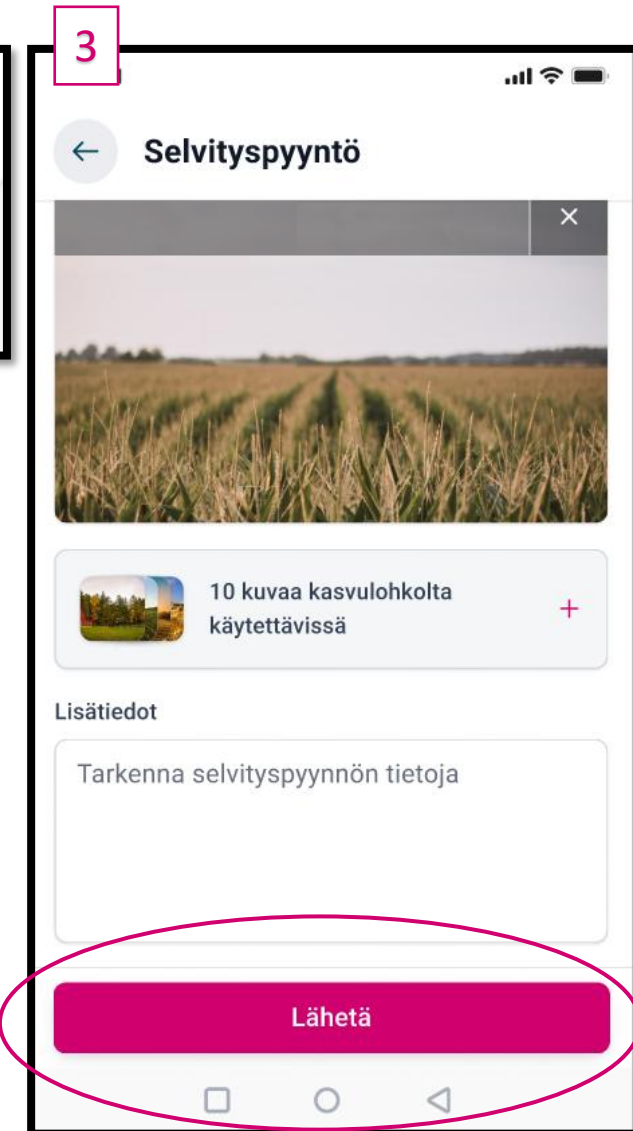 3
Selvityspyyntö
10 kuvaa kasvulohkolta
käytettävissä
Lisätiedot
Tarkenna selvityspyynnön tietoja
Lähetä